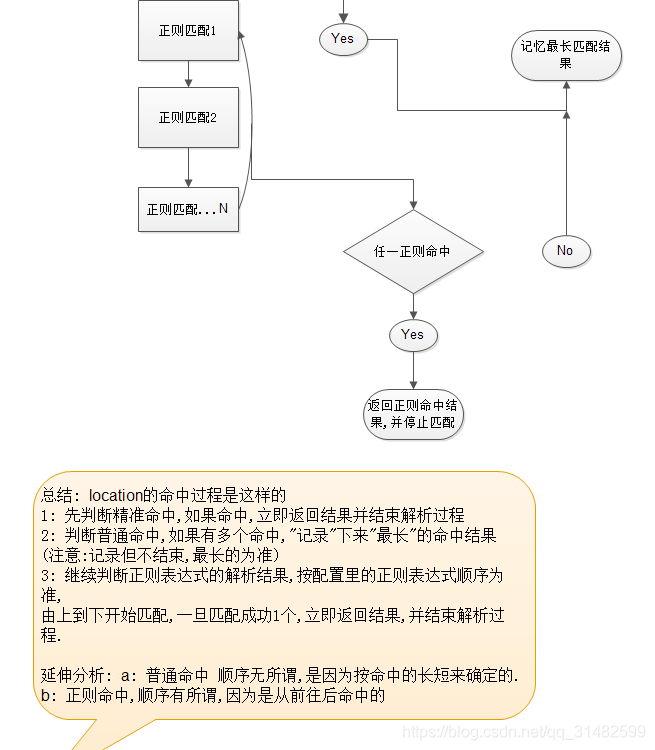 正则匹配1
Yes
记忆最长匹配结
果
正则匹配2
正则匹配...N
任一正则命中
No
Yes
返回正则命中结
果,并停止匹配
总结: location的命中过程是这样的
1: 先判断精准命中,如果命中,立即返回结果并结束解析过程
2: 判断普通命中,如果有多个命中,"记录"下来"最长"的命中结果
(注意:记录但不结束,最长的为准)
3: 继续判断正则表达式的解析结果,按配置里的正则表达式顺序为
准,
由上到下开始匹配,一旦匹配成功1个,立即返回结果,并结束解析过
程.
延伸分析: a: 普通命中 顺序无所谓,是因为按命中的长短来确定的.
b: 正则命中,顺序有所谓,因为是从前往后命中的
https://blog.csdn.net/qq_31482599